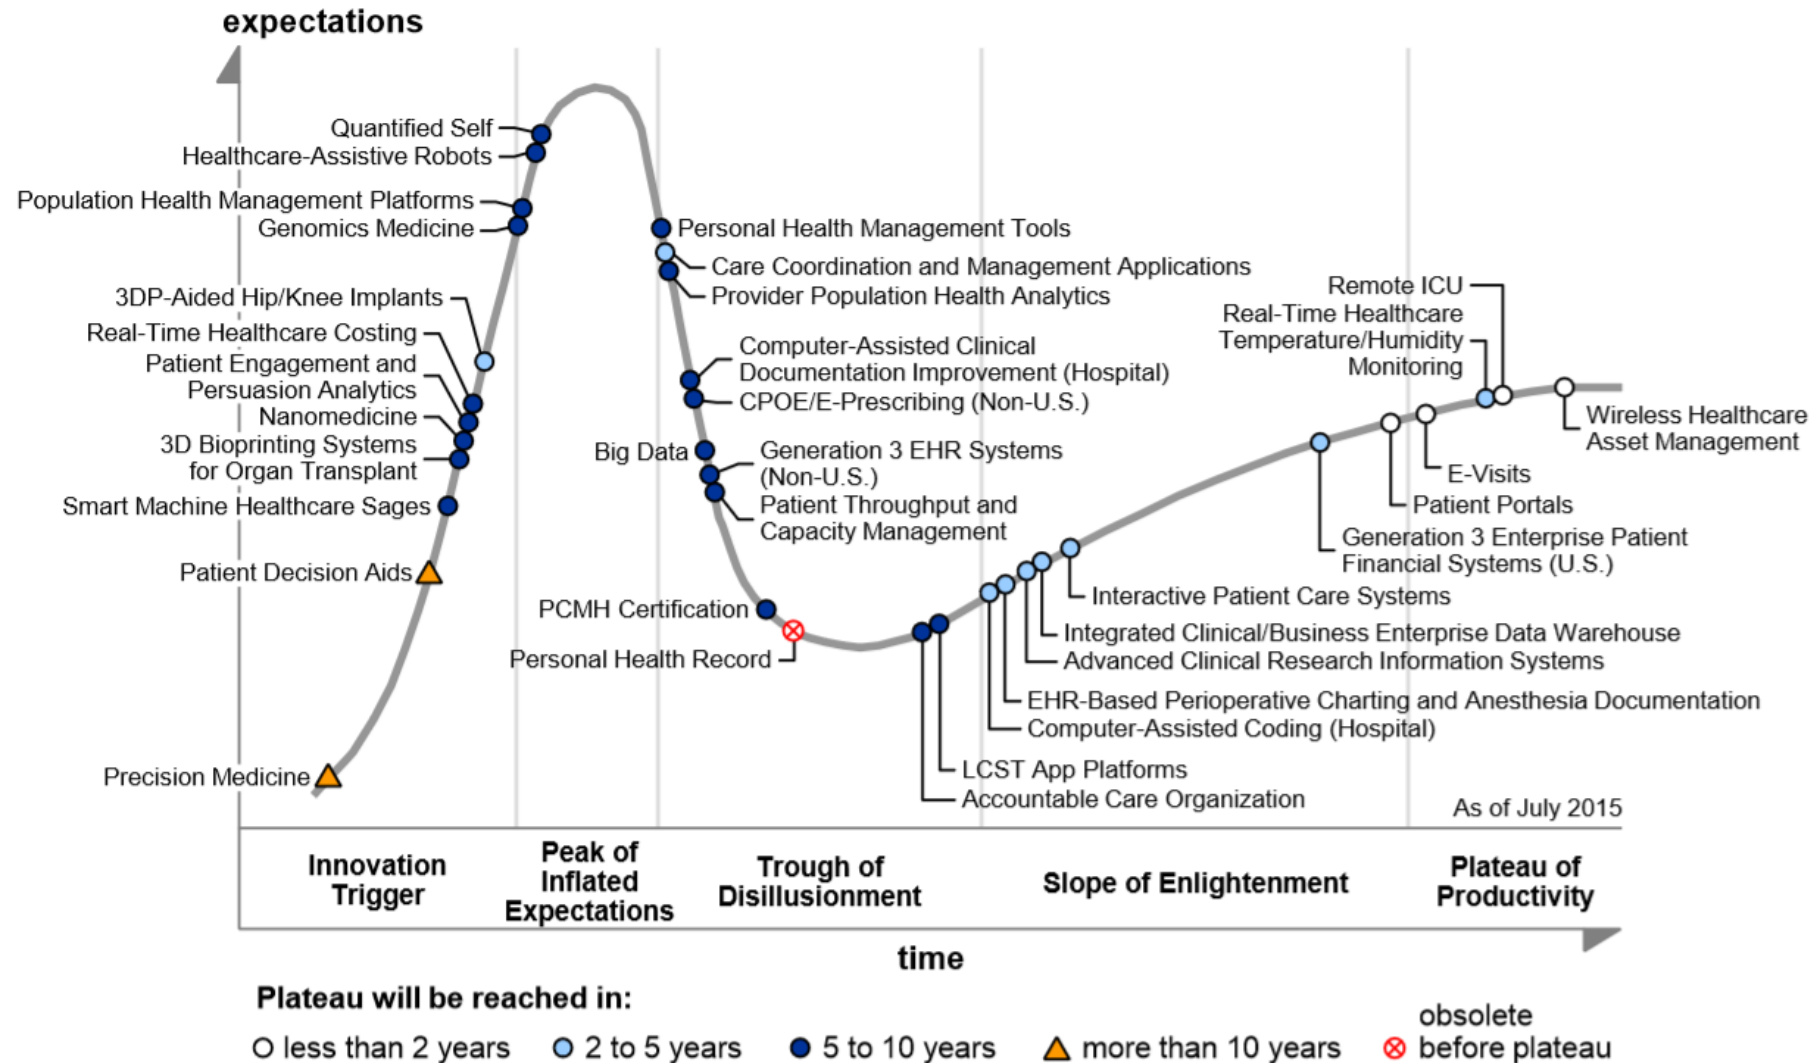 expectations
Quantified Self
Healthcare-Assistive Robots
Population Health Management Platforms
Genomics Medicine
3DP-Aided Hip/Knee Implants
Real-Time Healthcare Costing
Patient Engagement and
Persuasion Analytics
Nanomedicine
3D Bioprinting Systems
for Organ Transplant
Smart Machine Healthcare Sages
Patient Decision Aids
Precision Medicine
Personal Health Management Tools
Care Coordination and Management Applications
Provider Population Health Analytics
Computer-Assisted Clinical
Documentation Improvement (Hospital)
CPOE/E-Prescribing (Non-U.S.)
Big Data
Generation 3 EHR Systems
(Non-U.S.)
Patient Throughput and
Capacity Management
PCMH Certification
Personal Health Record
Remote ICU
Real-Time Healthcare
Temperature/Humidity
Monitoring
Wireless Healthcare
Asset Management
E-Visits
Patient Portals
Generation 3 Enterprise Patient
Financial Systems (U.S.)
Interactive Patient Care Systems
Integrated Clinical/Business Enterprise Data Warehouse
Advanced Clinical Research Information Systems
EHR-Based Perioperative Charting and Anesthesia Documentation
Computer-Assisted Coding (Hospital)
LCST App Platforms
Accountable Care Organization
As of July 2015
Innovation
Trigger
Peak of
Inflated
Expectations
Trough of
Disillusionment
Slope of Enlightenment
Plateau of
Productivity
time
Plateau will be reached in:
less than 2 years
2 to 5 years
5 to 10 years
more than 10 years
obsolete
before plateau